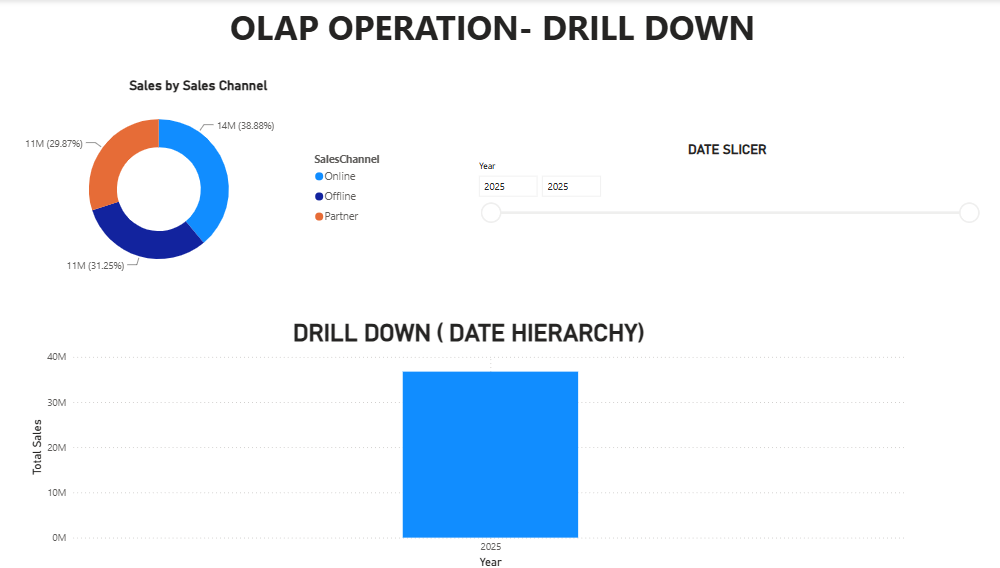 OLAP OPERATION- DRILL DOWN
Sales by Sales Channel
14M (38.88%)
11M (29.87%)
11M (31.25%)
SalesChannel
Online
Offline
Partner
DATE SLICER
Year
2025 2025
DRILL DOWN ( DATE HIERARCHY)
Total Sales
40M
30M
20M
10M
0M
2025
Year